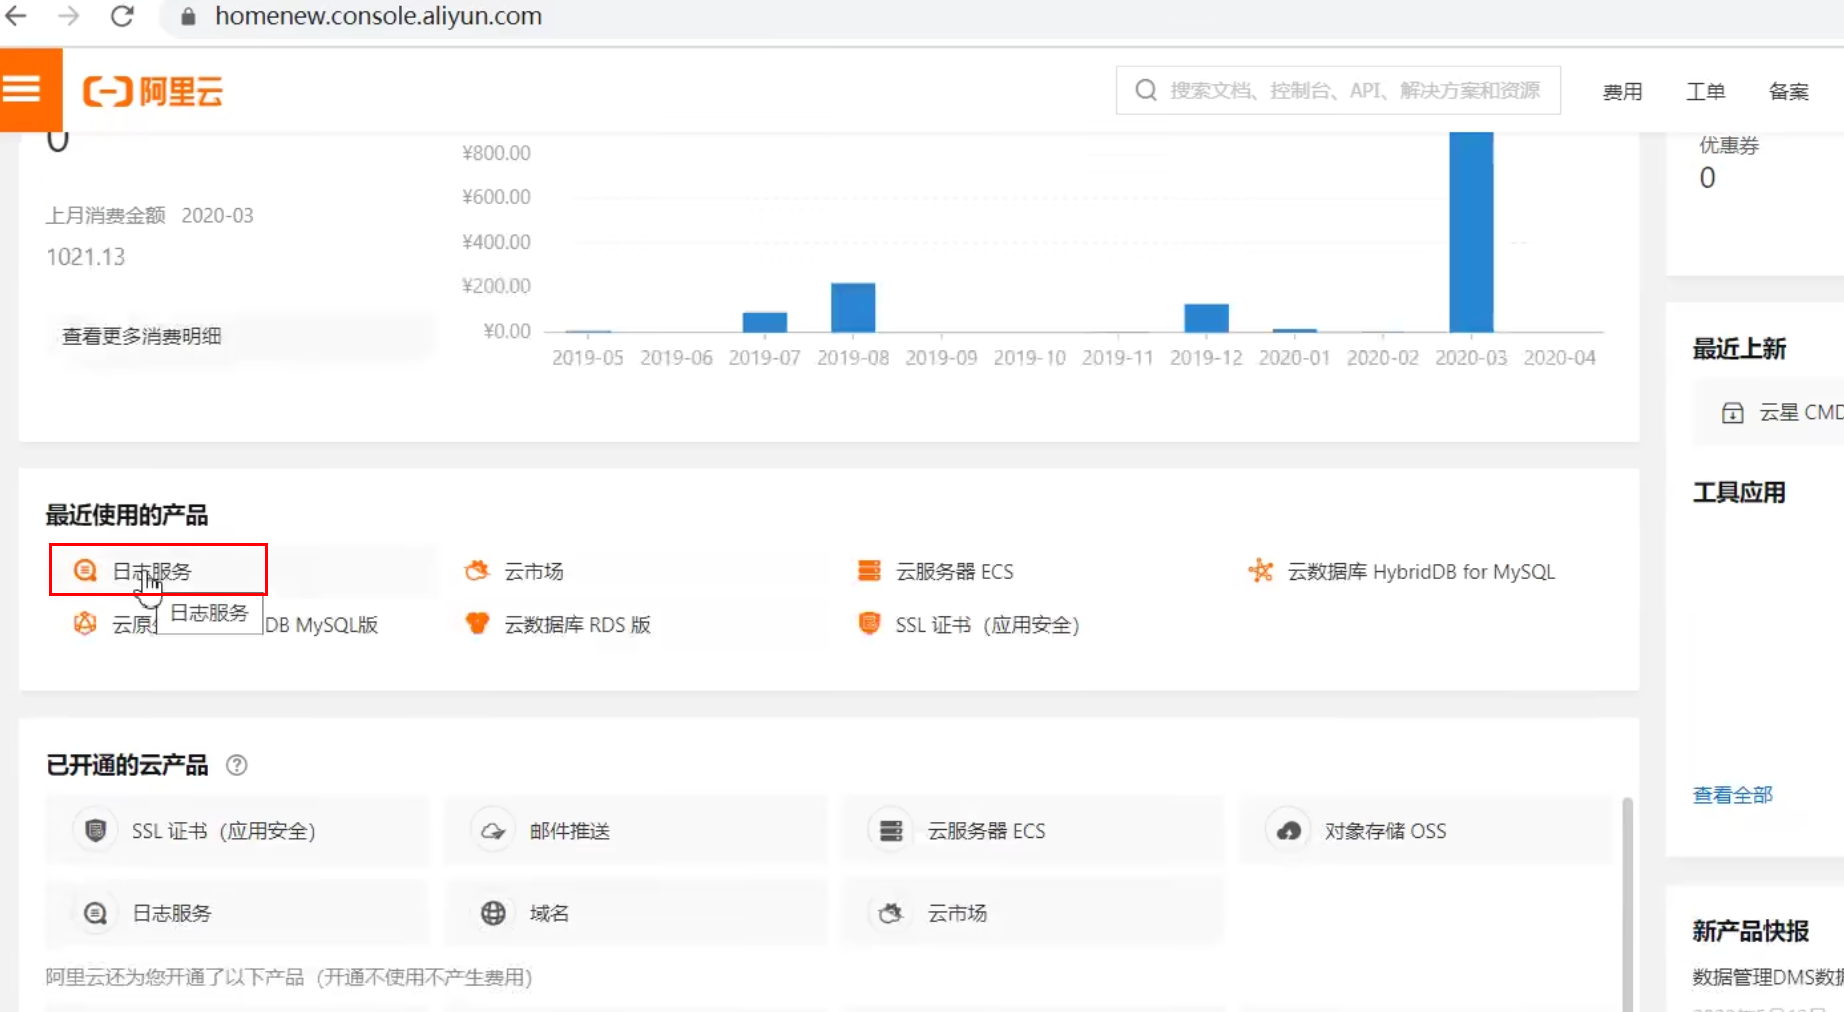 homenew.console.aliyun.com
阿里云
搜索文档、控制台、API、解决方案和资源
费用
工单
备案
0
上月消费金额 2020-03
1021.13
查看更多消费明细
¥800.00
¥600.00
¥400.00
¥200.00
¥0.00
2019-05 2019-06 2019-07 2019-08 2019-09 2019-10 2019-11 2019-12 2020-01 2020-02 2020-03 2020-04
优惠券
0
最近上新
云星 CMD
工具应用
查看全部
最近使用的产品
日志服务
云市场
云服务器 ECS
云数据库 HybridDB for MySQL
日志服务
云原
DB MySQL版
云数据库 RDS 版
SSL 证书（应用安全）
已开通的云产品
SSL 证书（应用安全）
邮件推送
云服务器 ECS
对象存储 OSS
日志服务
域名
云市场
阿里云还为您开通了以下产品（开通不使用不产生费用）
新产品快报
数据管理DMS数据